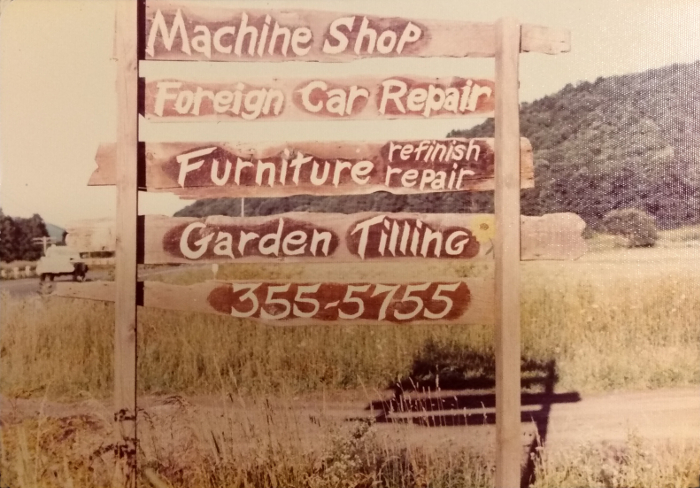 Machine Shop
Foreign Car Repair
Furniture refinish
repair
Garden Tilling
355-5755